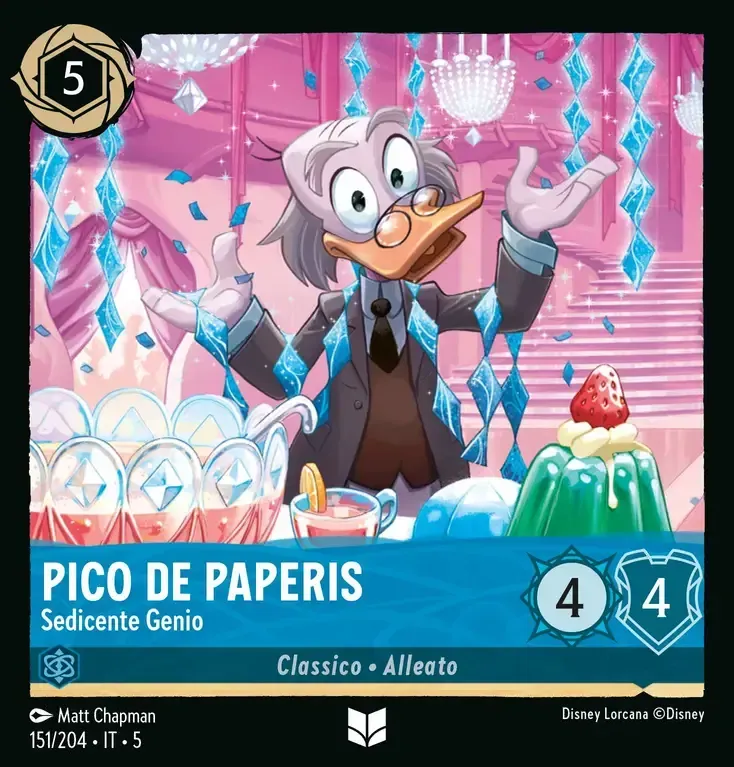 5
PICO DE PAPERIS
Sedicente Genio
4 4
Classico • Alleato
Matt Chapman
Disney Lorcana ©Disney
151/204 • IT • 5